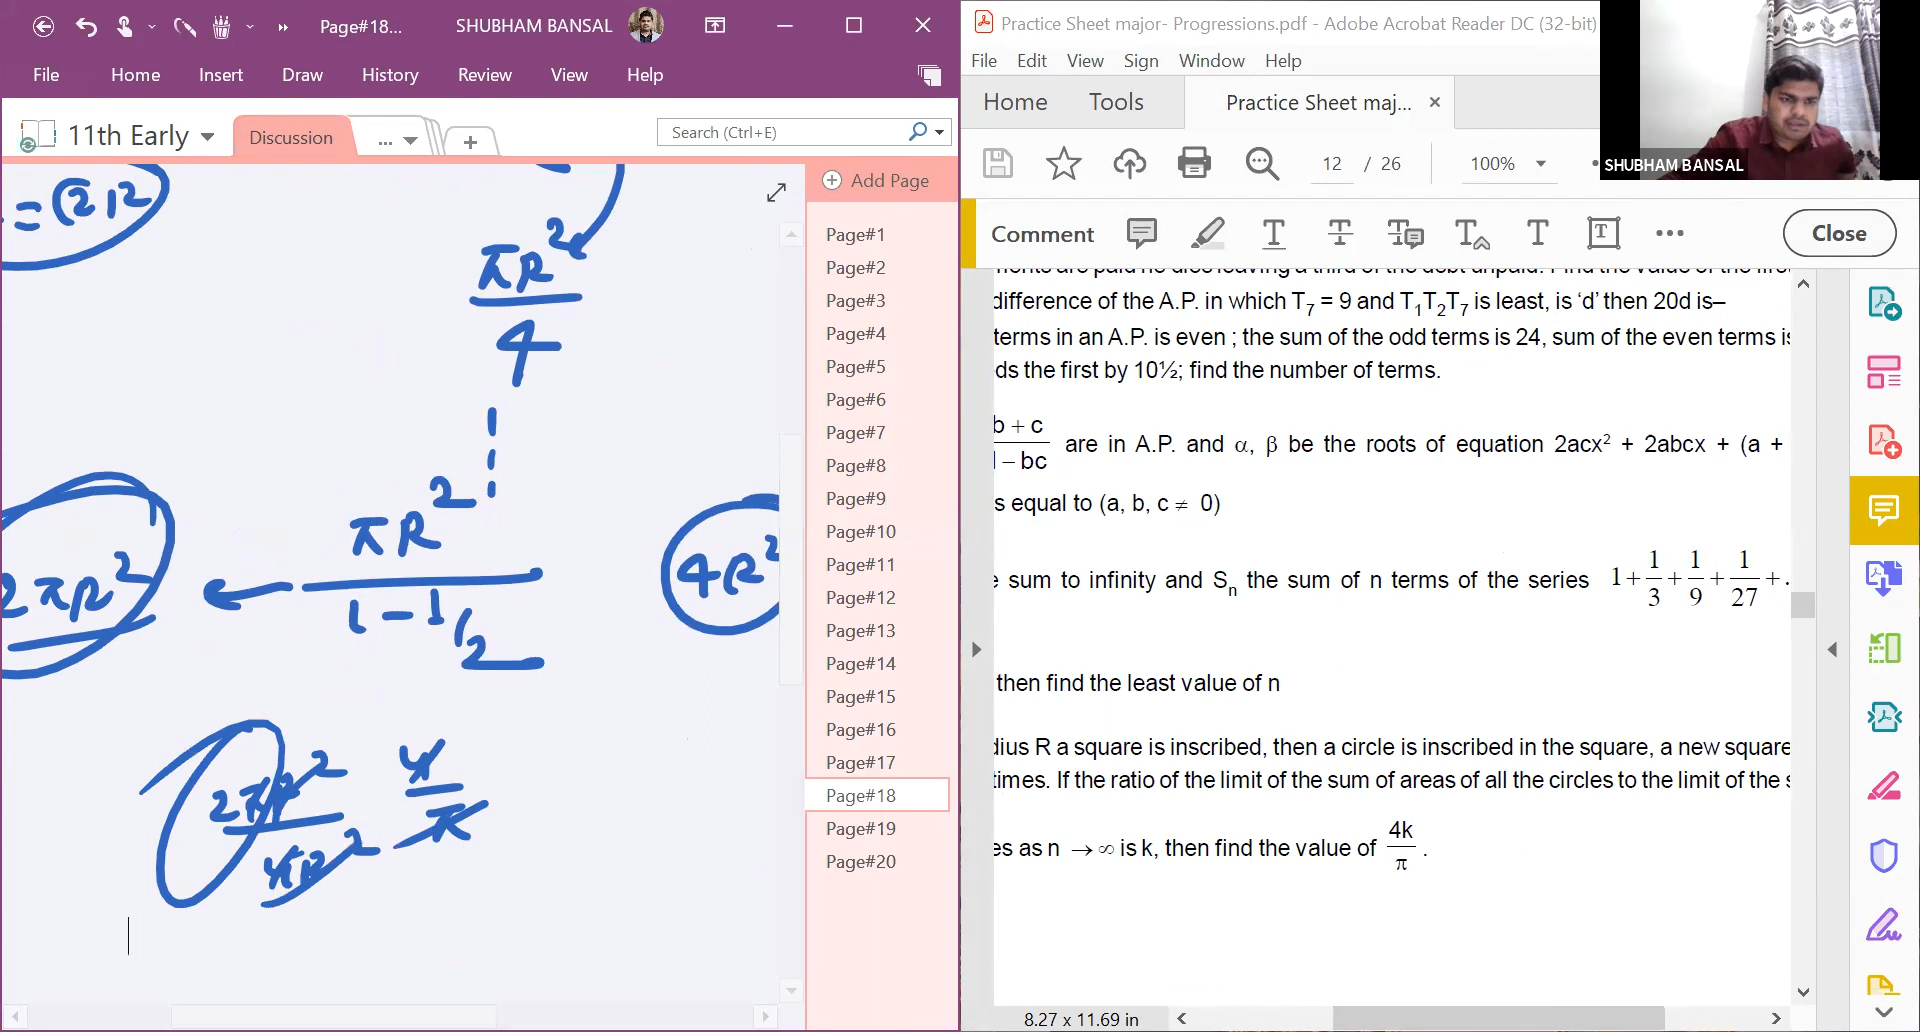 Page#18...
SHUBHAM BANSAL
File Home Insert Draw History Review View Help
11th Early
Discussion
...
Search (Ctrl+E)
Add Page
Page#1
Page#2
Page#3
Page#4
Page#5
Page#6
Page#7
Page#8
Page#9
Page#10
Page#11
Page#12
Page#13
Page#14
Page#15
Page#16
Page#17
Page#18
Page#19
Page#20
πR²
4
πR²
1 - 1/2
2πR²
4R²
2πR²
4R²
4
π
Practice Sheet major- Progressions.pdf - Adobe Acrobat Reader DC (32-bit)
File Edit View Sign Window Help
Home Tools Practice Sheet maj...
12 / 26 100%
SHUBHAM BANSAL
Comment
Close
difference of the A.P. in which T₇ = 9 and T₁T₂T₇ is least, is ‘d’ then 20d is–
terms in an A.P. is even ; the sum of the odd terms is 24, sum of the even terms is
ds the first by 10½; find the number of terms.
b + c
– bc
are in A.P. and α, β be the roots of equation 2acx² + 2abcx + (a +
s equal to (a, b, c ≠ 0)
e sum to infinity and Sₙ the sum of n terms of the series 1 + 1/3 + 1/9 + 1/27 + .
then find the least value of n
dius R a square is inscribed, then a circle is inscribed in the square, a new square
times. If the ratio of the limit of the sum of areas of all the circles to the limit of the s
es as n → ∞ is k, then find the value of 4k/π .
8.27 x 11.69 in